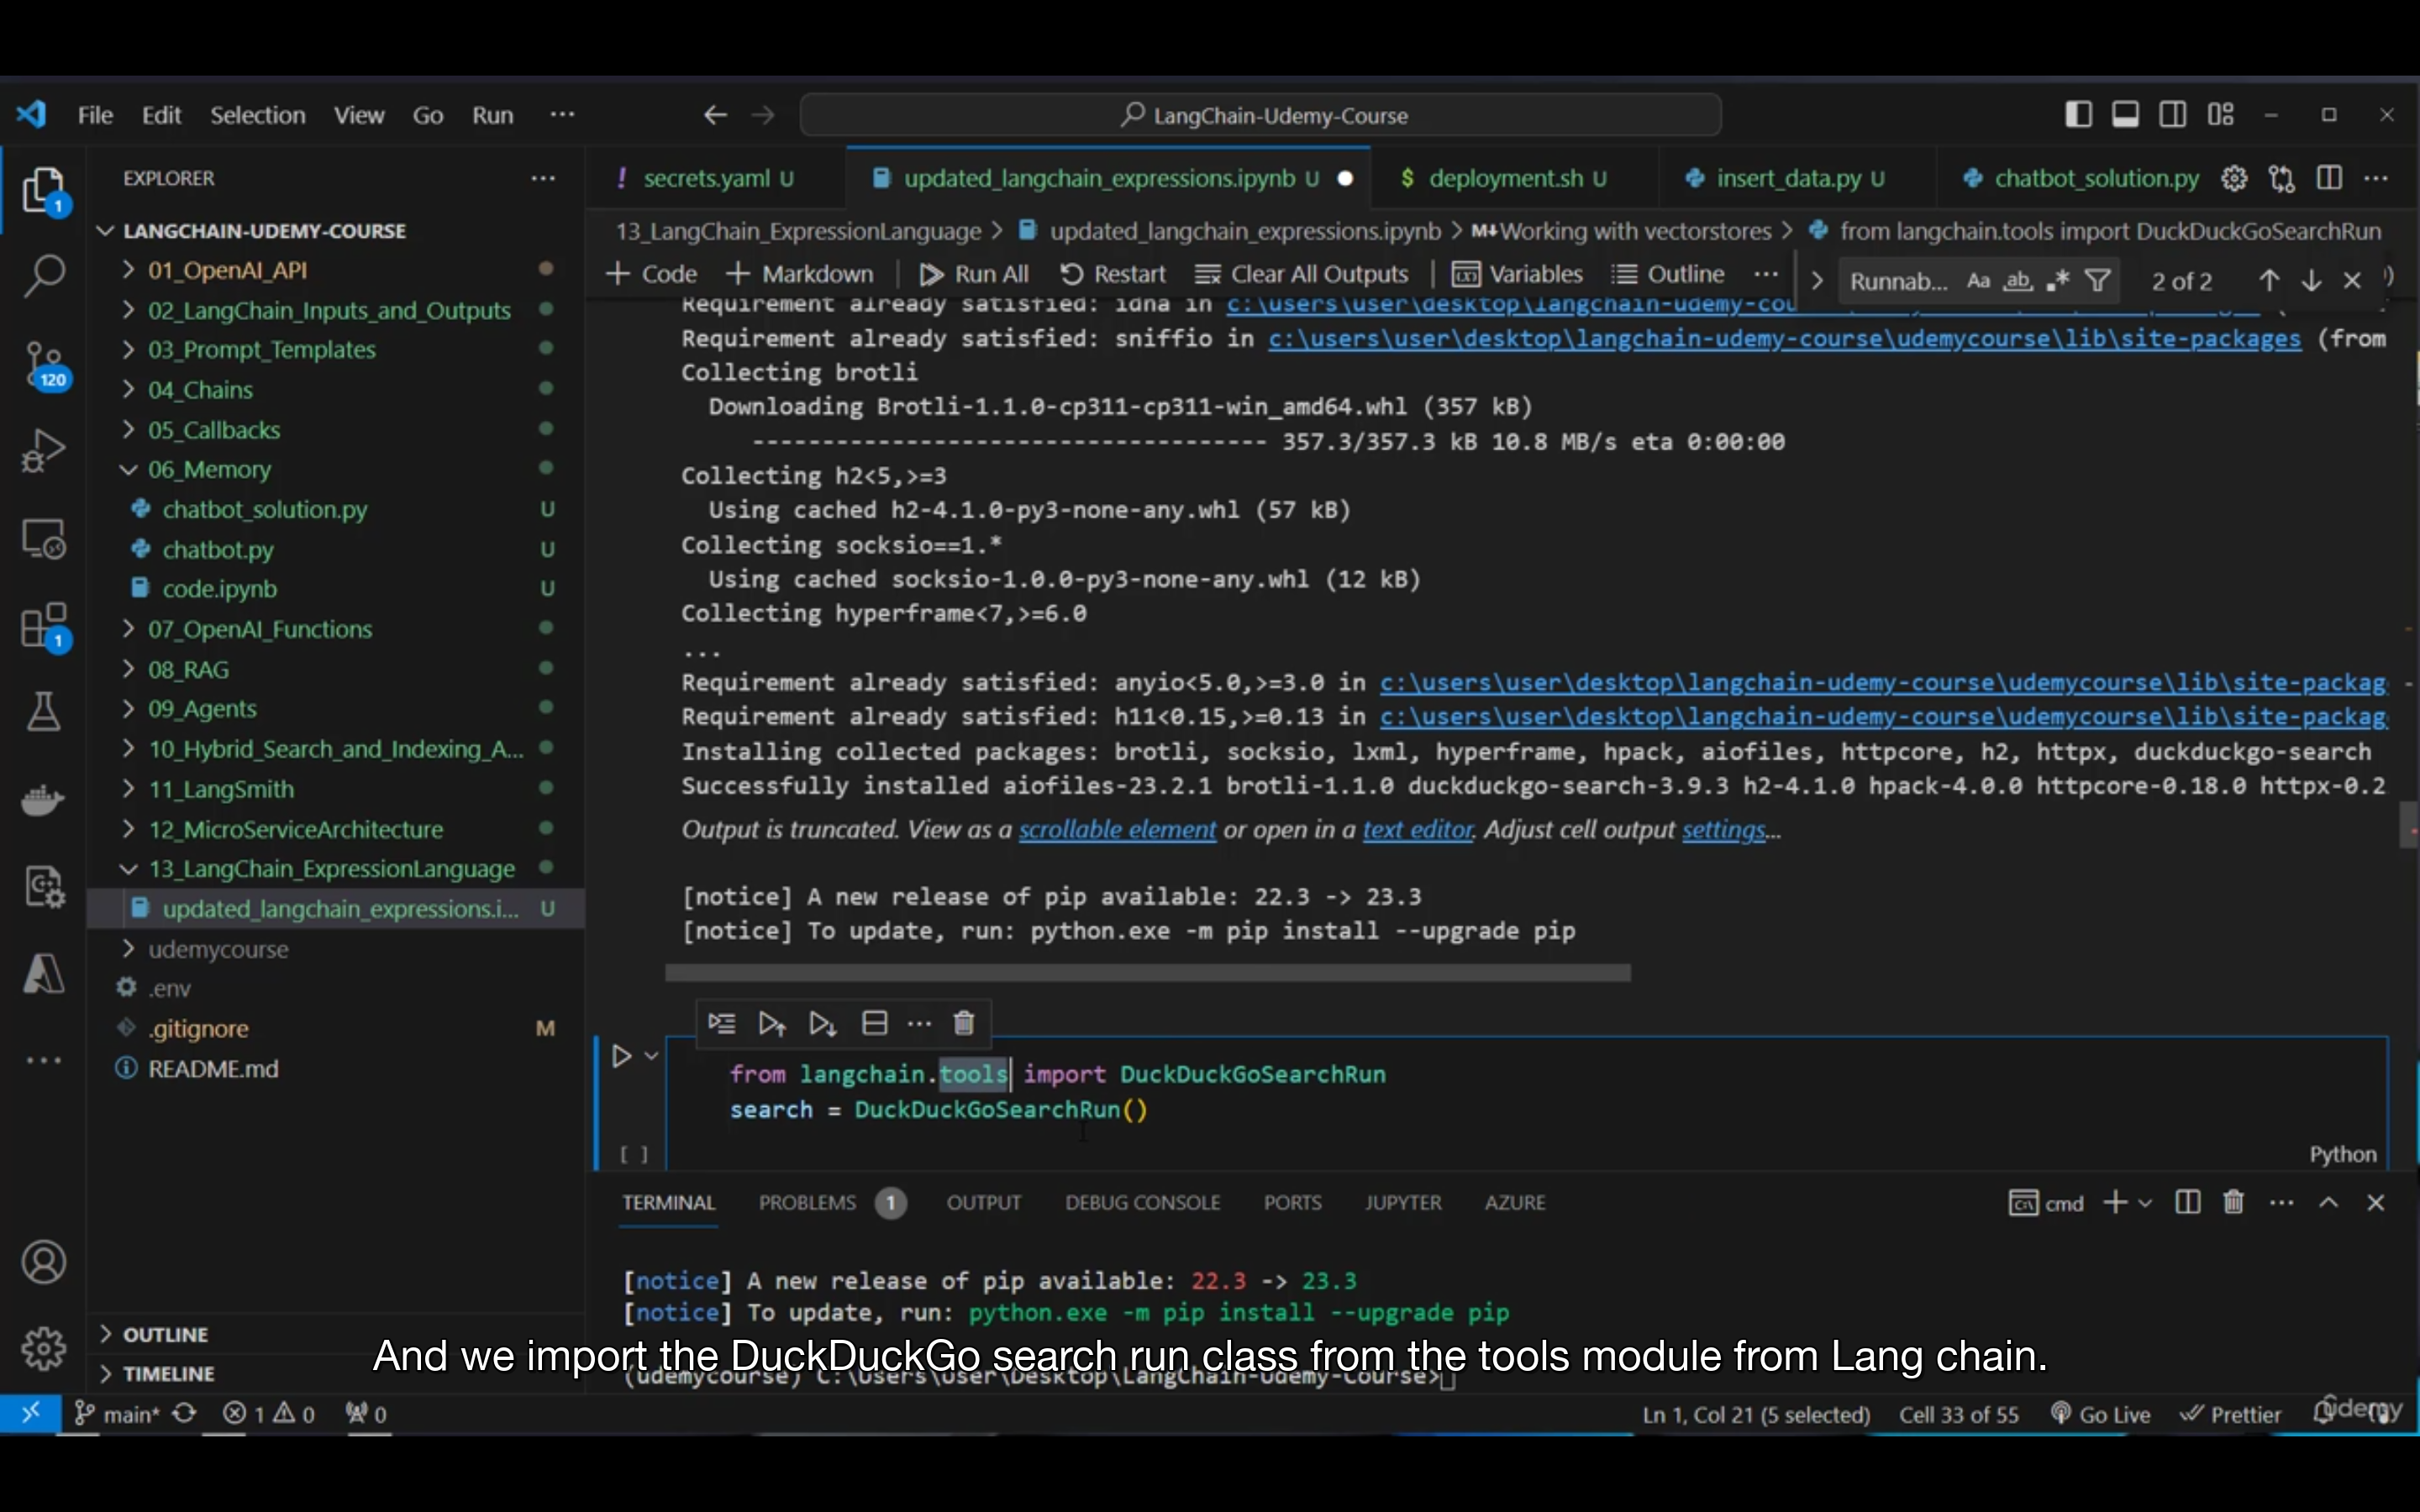 File Edit Selection View Go Run ···
LangChain-Udemy-Course
EXPLORER
LANGCHAIN-UDEMY-COURSE
01_OpenAI_API
02_LangChain_Inputs_and_Outputs
03_Prompt_Templates
04_Chains
05_Callbacks
06_Memory
chatbot_solution.py U
chatbot.py U
code.ipynb U
07_OpenAI_Functions
08_RAG
09_Agents
10_Hybrid_Search_and_Indexing_A...
11_LangSmith
12_MicroServiceArchitecture
13_LangChain_ExpressionLanguage
updated_langchain_expressions.i... U
udemycourse
.env
.gitignore M
README.md
OUTLINE
TIMELINE
1
120
1
! secrets.yaml U
updated_langchain_expressions.ipynb U
$ deployment.sh U
insert_data.py U
chatbot_solution.py
13_LangChain_ExpressionLanguage > updated_langchain_expressions.ipynb > M↓Working with vectorstores > from langchain.tools import DuckDuckGoSearchRun
+ Code + Markdown Run All Restart Clear All Outputs Variables Outline ···
Runnab... Aa ab .* 2 of 2
Requirement already satisfied: idna in c:\users\user\desktop\langchain-udemy-cou
Requirement already satisfied: sniffio in c:\users\user\desktop\langchain-udemy-course\udemycourse\lib\site-packages (from
Collecting brotli
Downloading Brotli-1.1.0-cp311-cp311-win_amd64.whl (357 kB)
------------------------------------- 357.3/357.3 kB 10.8 MB/s eta 0:00:00
Collecting h2<5,>=3
Using cached h2-4.1.0-py3-none-any.whl (57 kB)
Collecting socksio==1.*
Using cached socksio-1.0.0-py3-none-any.whl (12 kB)
Collecting hyperframe<7,>=6.0
...
Requirement already satisfied: anyio<5.0,>=3.0 in c:\users\user\desktop\langchain-udemy-course\udemycourse\lib\site-packag
Requirement already satisfied: h11<0.15,>=0.13 in c:\users\user\desktop\langchain-udemy-course\udemycourse\lib\site-packag
Installing collected packages: brotli, socksio, lxml, hyperframe, hpack, aiofiles, httpcore, h2, httpx, duckduckgo-search
Successfully installed aiofiles-23.2.1 brotli-1.1.0 duckduckgo-search-3.9.3 h2-4.1.0 hpack-4.0.0 httpcore-0.18.0 httpx-0.2
Output is truncated. View as a scrollable element or open in a text editor. Adjust cell output settings...
[notice] A new release of pip available: 22.3 -> 23.3
[notice] To update, run: python.exe -m pip install --upgrade pip
from langchain.tools import DuckDuckGoSearchRun
search = DuckDuckGoSearchRun()
[ ]
Python
TERMINAL PROBLEMS 1 OUTPUT DEBUG CONSOLE PORTS JUPYTER AZURE
cmd
[notice] A new release of pip available: 22.3 -> 23.3
[notice] To update, run: python.exe -m pip install --upgrade pip
And we import the DuckDuckGo search run class from the tools module from Lang chain.
(udemycourse) C:\Users\User\Desktop\LangChain-Udemy-Course>
main* 1 0 0
Ln 1, Col 21 (5 selected) Cell 33 of 55 Go Live Prettier
udemy